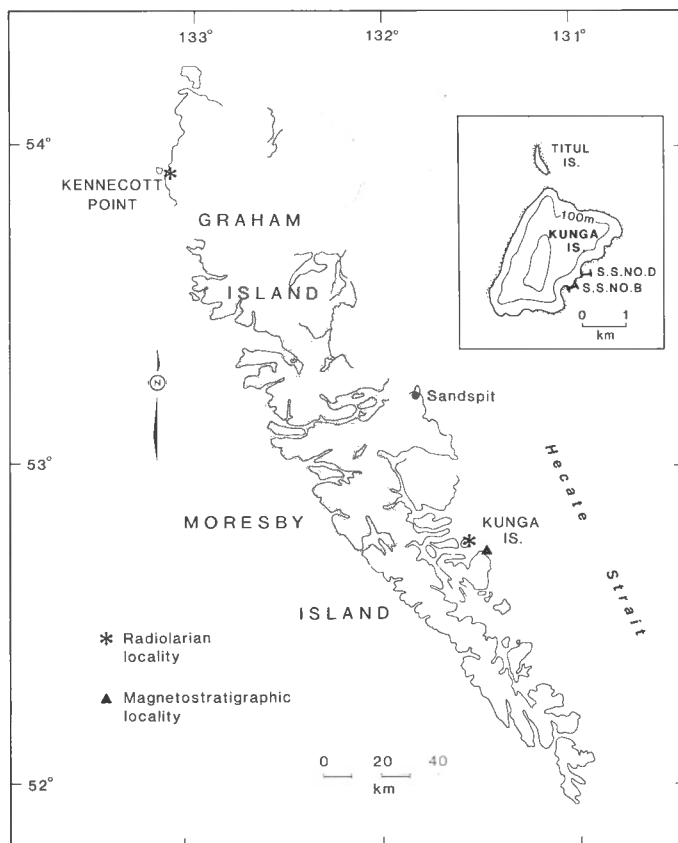 133°
132°
131°
54°
KENNECOTT
POINT
GRAHAM
ISLAND
TITUL
IS.
100m
KUNGA
IS.
S.S.NO.D
S.S.NO.B
0 1
km
N
Sandspit
53°
Hecate
Strait
MORESBY
ISLAND
KUNGA
IS.
* Radiolarian
locality
▲ Magnetostratigraphic
locality
0 20 40
km
52°